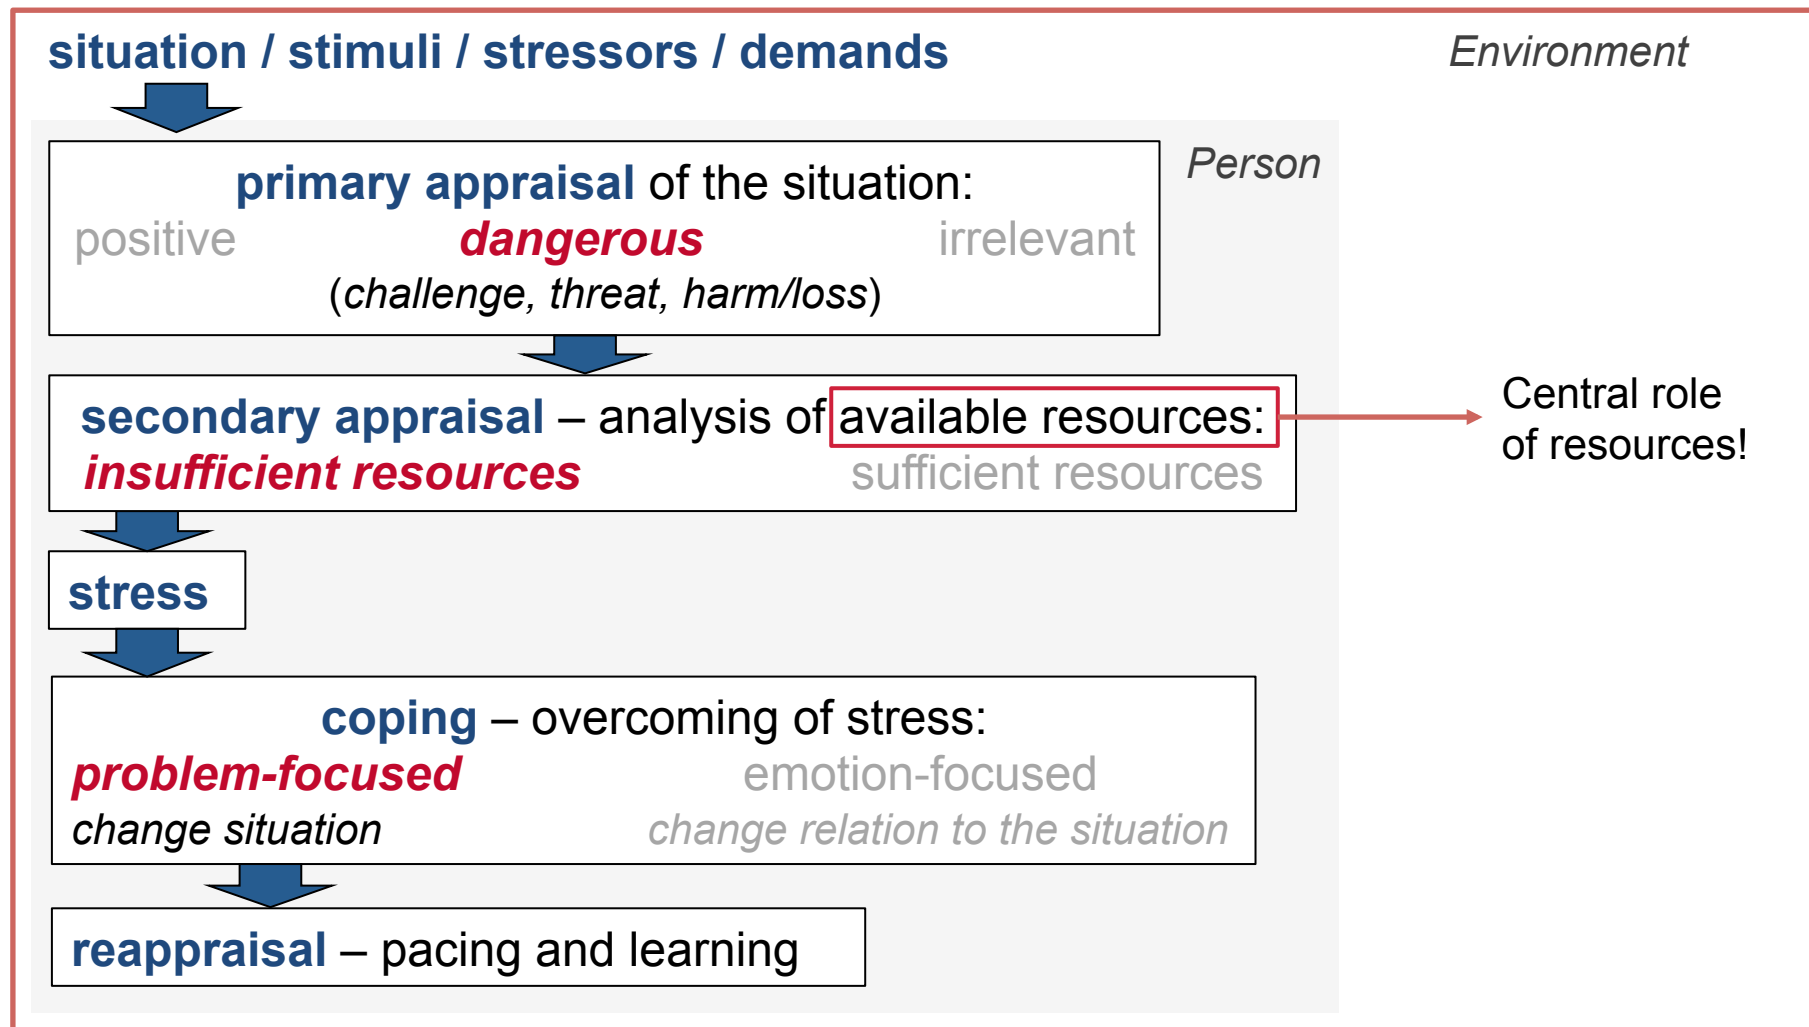 situation / stimuli / stressors / demands
Environment
Person
primary appraisal of the situation:
positive dangerous irrelevant
(challenge, threat, harm/loss)
secondary appraisal – analysis of available resources:
insufficient resources sufficient resources
Central role
of resources!
stress
coping – overcoming of stress:
problem-focused emotion-focused
change situation change relation to the situation
reappraisal – pacing and learning